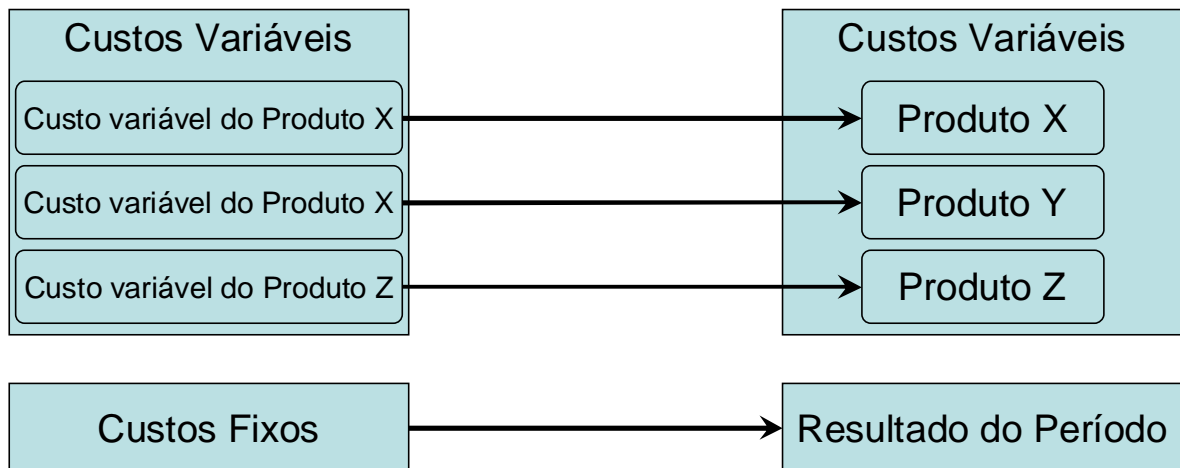 Custos Variáveis
Custo variável do Produto X
Custo variável do Produto X
Custo variável do Produto Z
Custos Variáveis
Produto X
Produto Y
Produto Z
Custos Fixos
Resultado do Período